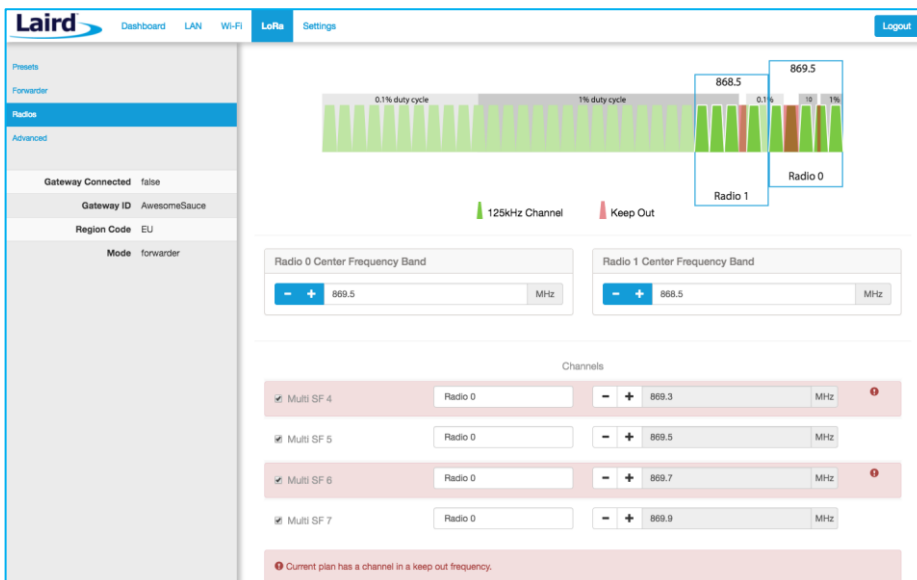 Laird
Dashboard LAN Wi-Fi LoRa Settings Logout
Presets
Forwarder
Radios
Advanced
Gateway Connected false
Gateway ID AwesomeSauce
Region Code EU
Mode forwarder
869.5
868.5
0.1% duty cycle 1% duty cycle 0.1% 10 1%
Radio 0
Radio 1
125kHz Channel Keep Out
Radio 0 Center Frequency Band Radio 1 Center Frequency Band
- + 869.5 MHz - + 868.5 MHz
Channels
Multi SF 4 Radio 0 - + 869.3 MHz
Multi SF 5 Radio 0 - + 869.5 MHz
Multi SF 6 Radio 0 - + 869.7 MHz
Multi SF 7 Radio 0 - + 869.9 MHz
Current plan has a channel in a keep out frequency.